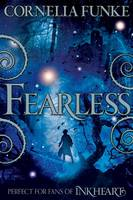 CORNELIA FUNKE
FEARLESS
PERFECT FOR FANS OF INKHEART